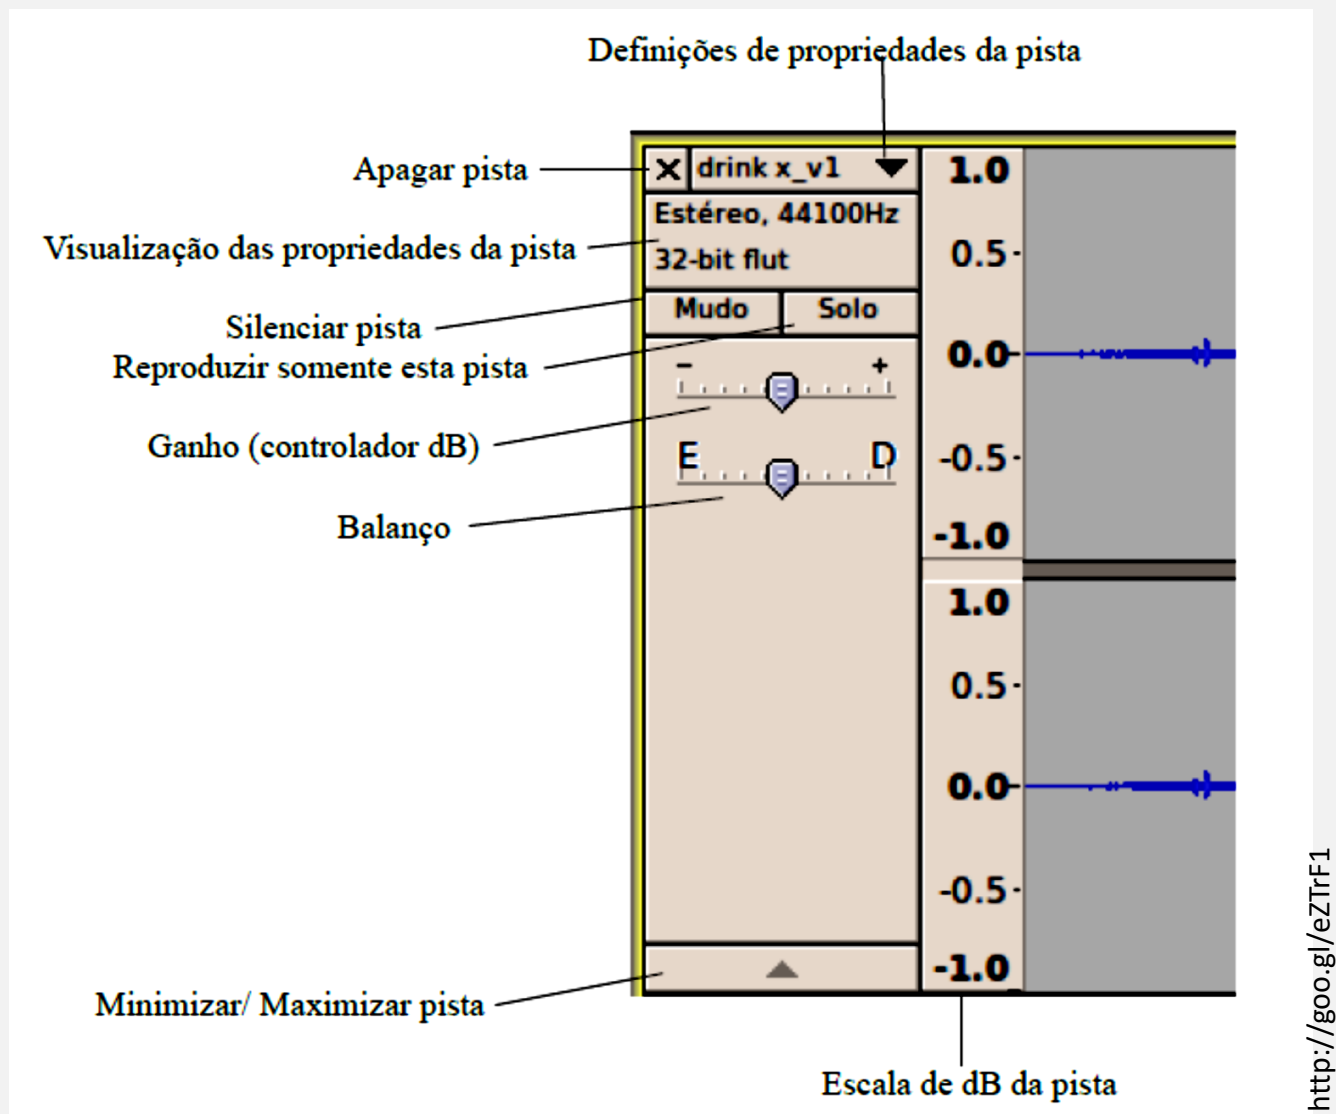 Definições de propriedades da pista
Apagar pista
drink x_v1
1.0
Estéreo, 44100Hz
Visualização das propriedades da pista
0.5
32-bit flut
Mudo
Solo
Silenciar pista
0.0
Reproduzir somente esta pista
- +
Ganho (controlador dB)
E D
-0.5
Balanço
-1.0
1.0
0.5
0.0
-0.5
-1.0
Minimizar/ Maximizar pista
Escala de dB da pista
http://goo.gl/eZTrF1